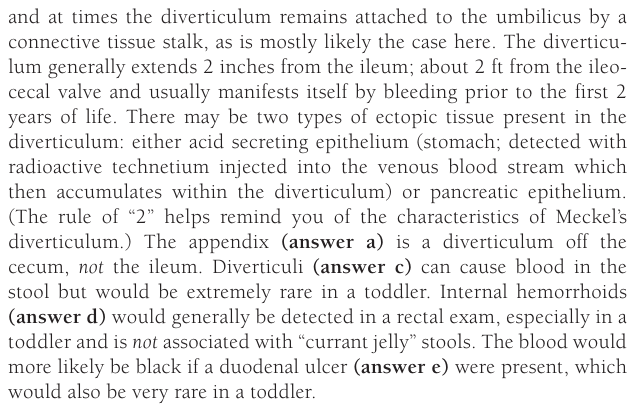 and at times the diverticulum remains attached to the umbilicus by a
connective tissue stalk, as is mostly likely the case here. The diverticu-
lum generally extends 2 inches from the ileum; about 2 ft from the ileo-
cecal valve and usually manifests itself by bleeding prior to the first 2
years of life. There may be two types of ectopic tissue present in the
diverticulum: either acid secreting epithelium (stomach; detected with
radioactive technetium injected into the venous blood stream which
then accumulates within the diverticulum) or pancreatic epithelium.
(The rule of “2” helps remind you of the characteristics of Meckel’s
diverticulum.) The appendix (answer a) is a diverticulum off the
cecum, not the ileum. Diverticuli (answer c) can cause blood in the
stool but would be extremely rare in a toddler. Internal hemorrhoids
(answer d) would generally be detected in a rectal exam, especially in a
toddler and is not associated with “currant jelly” stools. The blood would
more likely be black if a duodenal ulcer (answer e) were present, which
would also be very rare in a toddler.